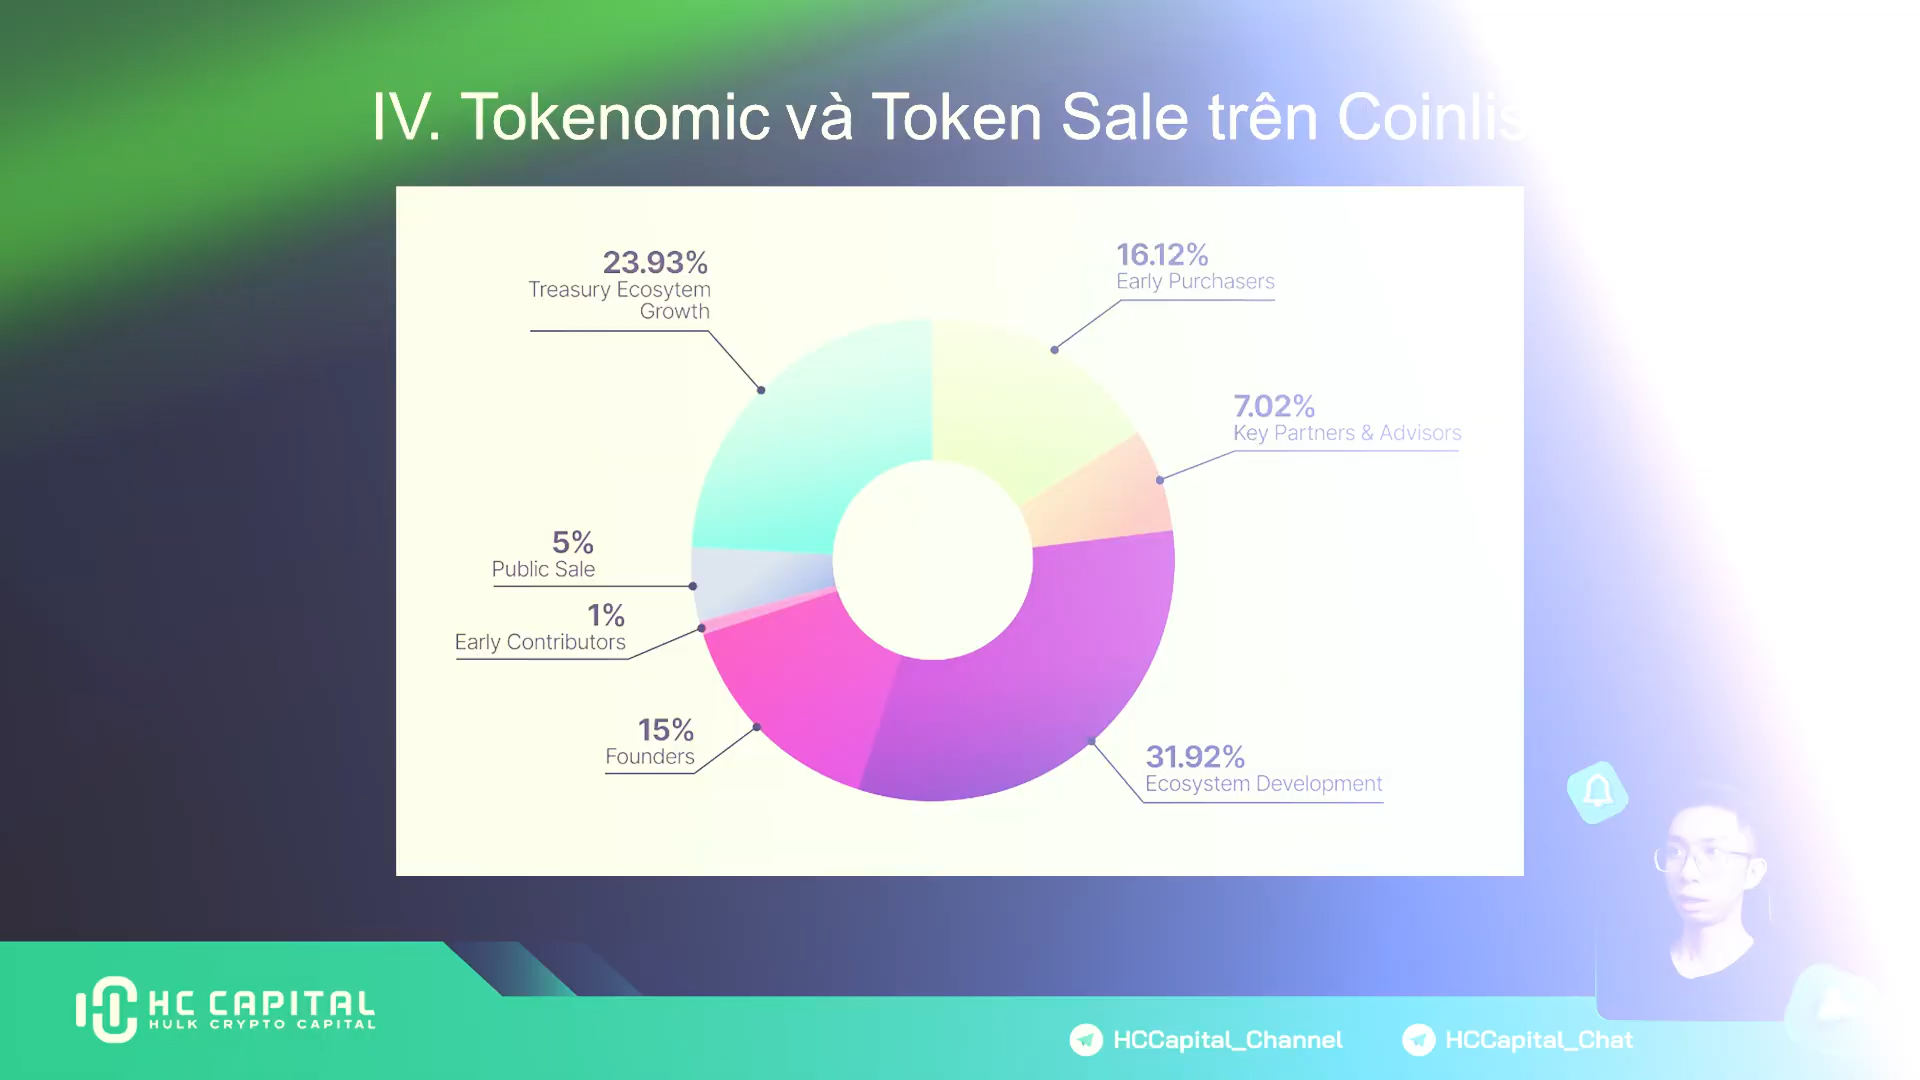 IV. Tokenomic và Token Sale trên Coinlis
23.93%
Treasury Ecosytem
Growth
16.12%
Early Purchasers
7.02%
Key Partners & Advisors
5%
Public Sale
1%
Early Contributors
15%
Founders
31.92%
Ecosystem Development
HC CAPITAL
HULK CRYPTO CAPITAL
HCCapital_Channel
HCCapital_Chat